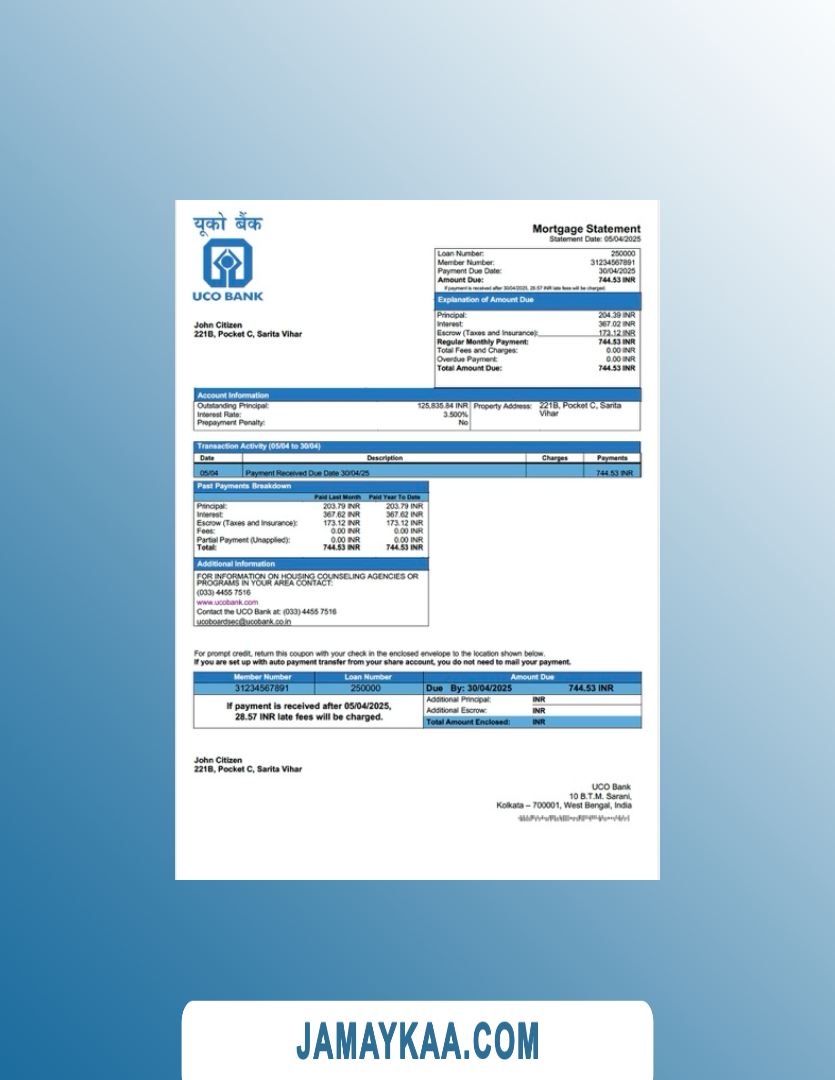 यूको बैंक
UCO BANK
Mortgage Statement
Statement Date: 05/04/2025
Loan Number: 250000
Member Number: 31234567891
Payment Due Date: 30/04/2025
Amount Due: 744.53 INR
If payment is received after 30/04/2025, 28.57 INR late fees will be charged.
Explanation of Amount Due
Principal: 204.39 INR
Interest: 367.02 INR
Escrow (Taxes and Insurance): 173.12 INR
Regular Monthly Payment: 744.53 INR
Total Fees and Charges: 0.00 INR
Overdue Payment: 0.00 INR
Total Amount Due: 744.53 INR
John Citizen
221B, Pocket C, Sarita Vihar
Account Information
Outstanding Principal: 125,835.84 INR
Interest Rate: 3.500%
Prepayment Penalty: No
Property Address: 221B, Pocket C, Sarita
Vihar
Transaction Activity (05/04 to 30/04)
Date Description Charges Payments
05/04 Payment Received Due Date 30/04/25 744.53 INR
Past Payments Breakdown
Paid Last Month Paid Year To Date
Principal: 203.79 INR 203.79 INR
Interest: 367.62 INR 367.62 INR
Escrow (Taxes and Insurance): 173.12 INR 173.12 INR
Fees: 0.00 INR 0.00 INR
Partial Payment (Unapplied): 0.00 INR 0.00 INR
Total: 744.53 INR 744.53 INR
Additional Information
FOR INFORMATION ON HOUSING COUNSELING AGENCIES OR
PROGRAMS IN YOUR AREA CONTACT:
(033) 4455 7516
www.ucobank.com
Contact the UCO Bank at: (033) 4455 7516
ucoboardsec@ucobank.co.in
For prompt credit, return this coupon with your check in the enclosed envelope to the location shown below.
If you are set up with auto payment transfer from your share account, you do not need to mail your payment.
Member Number Loan Number Amount Due
31234567891 250000 Due By: 30/04/2025 744.53 INR
If payment is received after 05/04/2025,
28.57 INR late fees will be charged.
Additional Principal: INR
Additional Escrow: INR
Total Amount Enclosed: INR
John Citizen
221B, Pocket C, Sarita Vihar
UCO Bank
10 B.T.M. Sarani,
Kolkata – 700001, West Bengal, India
JAMAYKAA.COM